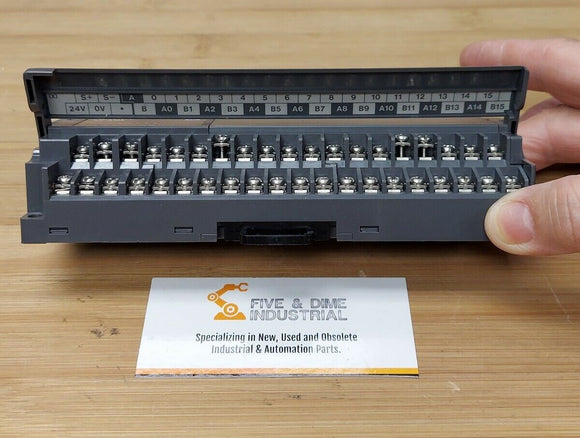 S+ S- A 0 1 2 3 4 5 6 7 8 9 10 11 12 13 14 15
24V 0V • B A0 B1 A2 B3 A4 B5 A6 B7 A8 B9 A10 B11 A12 B13 A14 B15
FIVE & DIME
INDUSTRIAL
Specializing in New, Used and Obsolete
Industrial & Automation Parts.